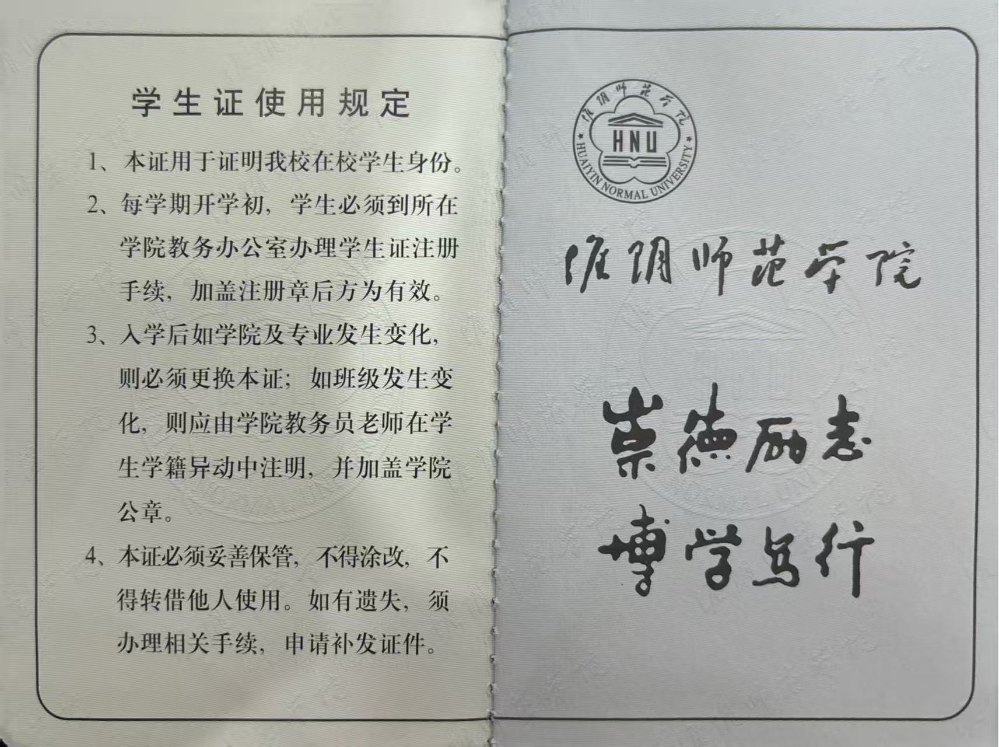 学生证使用规定
1、本证用于证明我校在校学生身份。
2、每学期开学初，学生必须到所在
学院教务办公室办理学生证注册
手续，加盖注册章后方为有效。
3、入学后如学院及专业发生变化，
则必须更换本证；如班级发生变
化，则应由学院教务员老师在学
生学籍异动中注明，并加盖学院
公章。
4、本证必须妥善保管，不得涂改，不
得转借他人使用。如有遗失，须
办理相关手续，申请补发证件。
淮阴师范学院
HNU
HUAIYIN NORMAL UNIVERSITY
淮阴师范学院
崇德励志
博学笃行